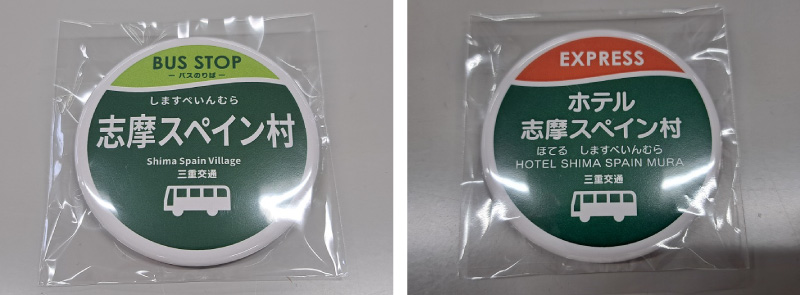 BUS STOP
— バスのりば —
しますぺいんむら
志摩スペイン村
Shima Spain Village
三重交通
EXPRESS
ホテル
志摩スペイン村
ほてる しますぺいんむら
HOTEL SHIMA SPAIN MURA
三重交通